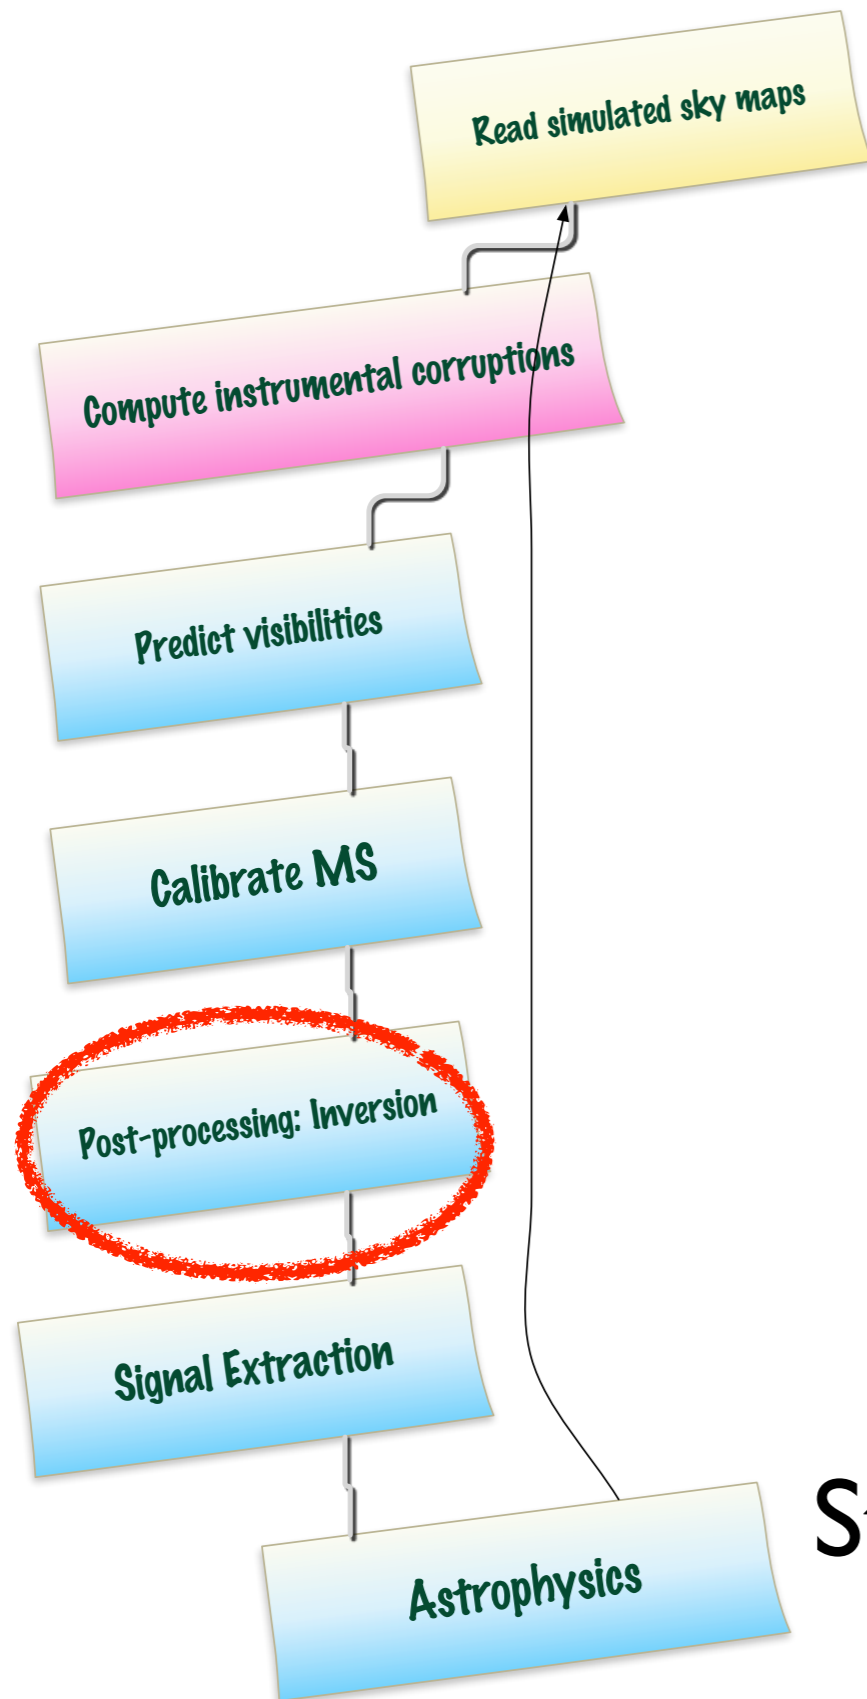 Read simulated sky maps
Compute instrumental corruptions
Predict visibilities
Calibrate MS
Post-processing: Inversion
Signal Extraction
Astrophysics